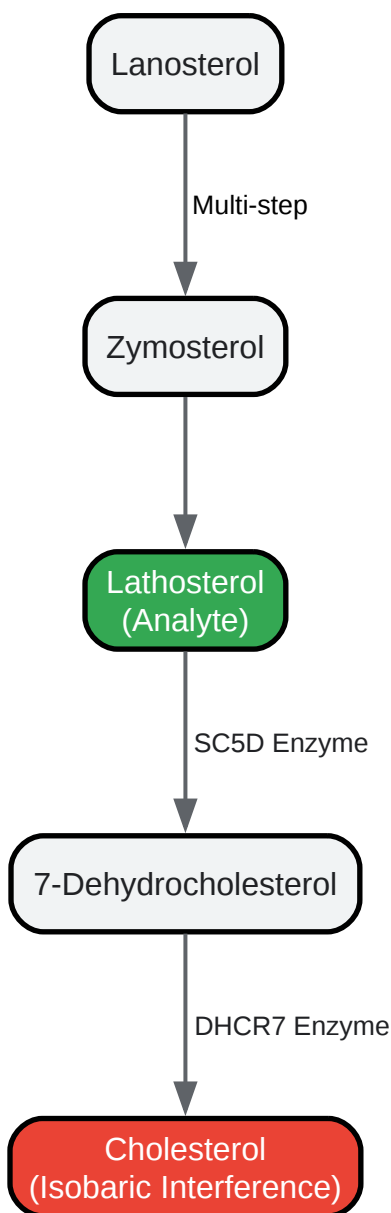 Lanosterol
Multi-step
Zymosterol
Lathosterol
(Analyte)
SC5D Enzyme
7-Dehydrocholesterol
DHCR7 Enzyme
Cholesterol
(Isobaric Interference)